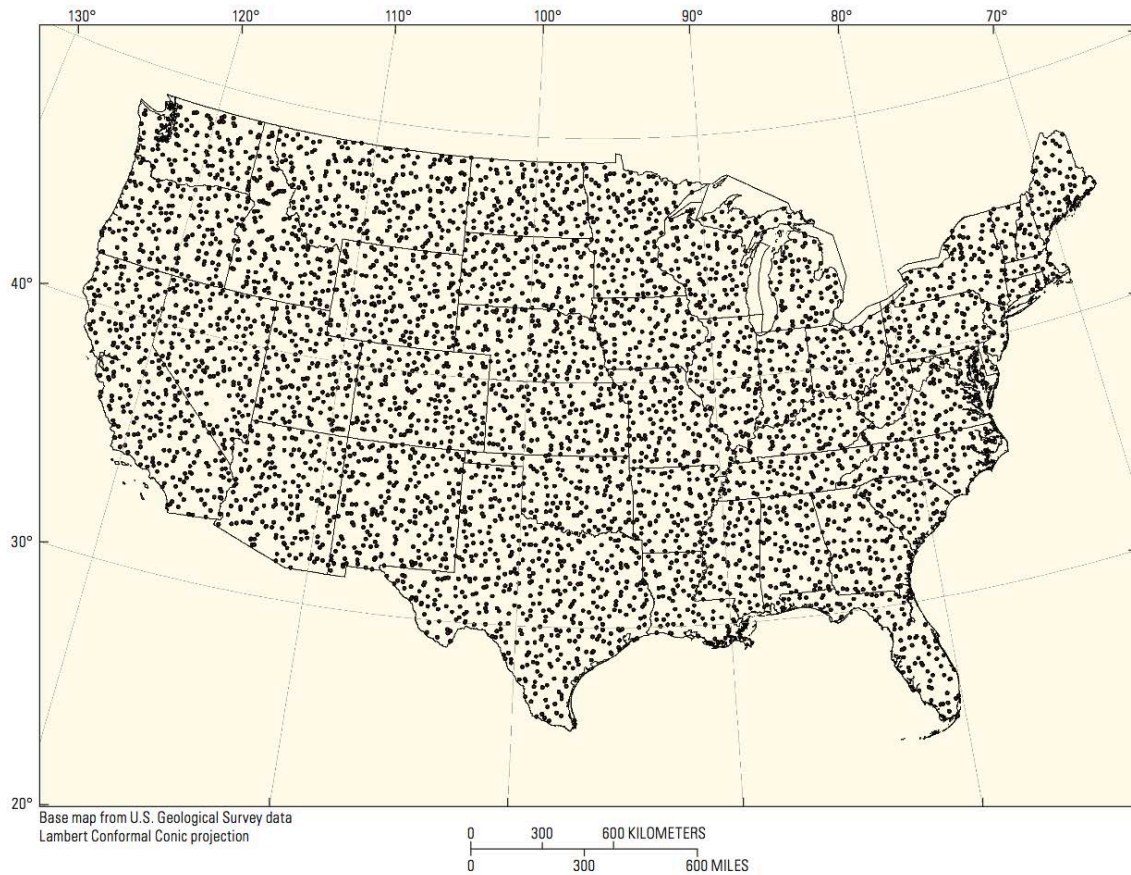 130° 120° 110° 100° 90° 80° 70°
40°
30°
20°
Base map from U.S. Geological Survey data
Lambert Conformal Conic projection
0 300 600 KILOMETERS
0 300 600 MILES